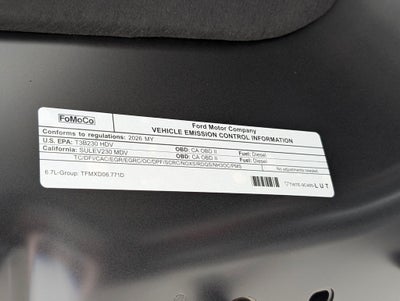 FoMoCo
Ford Motor Company
VEHICLE EMISSION CONTROL INFORMATION
Conforms to regulations: 2026 MY
U.S. EPA: T3B230 HDV OBD: CA OBD II Fuel: Diesel
California: SULEV230 MDV OBD: CA OBD II Fuel: Diesel
No adjustments needed.
6.7L-Group: TFMXD06.771D
LUT